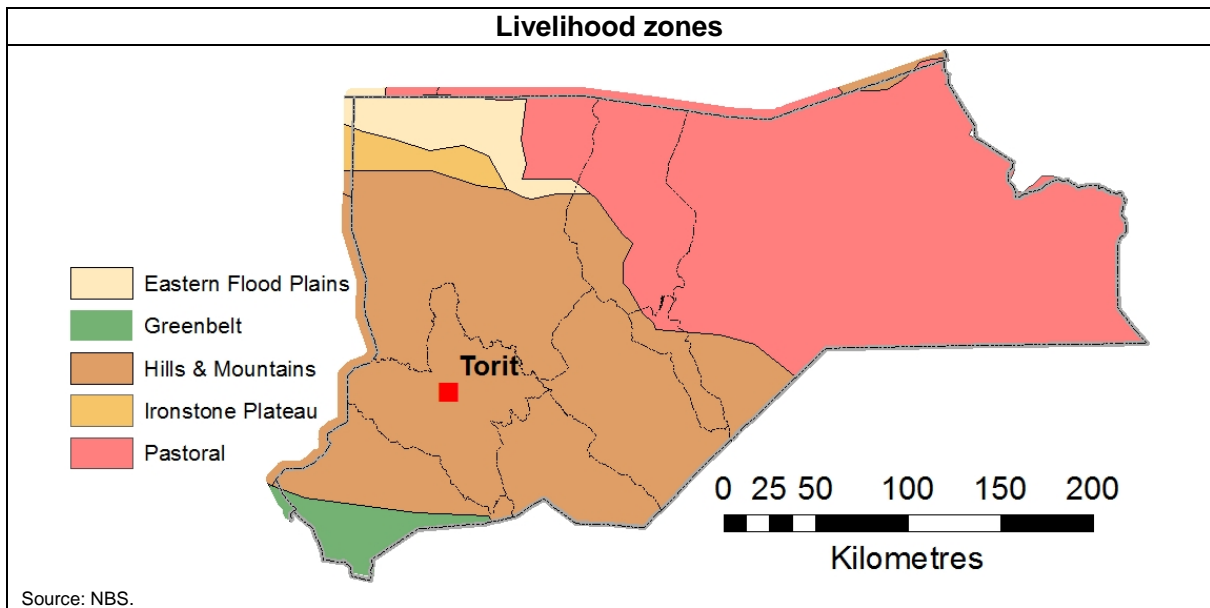 Livelihood zones
Eastern Flood Plains
Greenbelt
Hills & Mountains
Ironstone Plateau
Pastoral
Torit
0 25 50 100 150 200
Kilometres
Source: NBS.